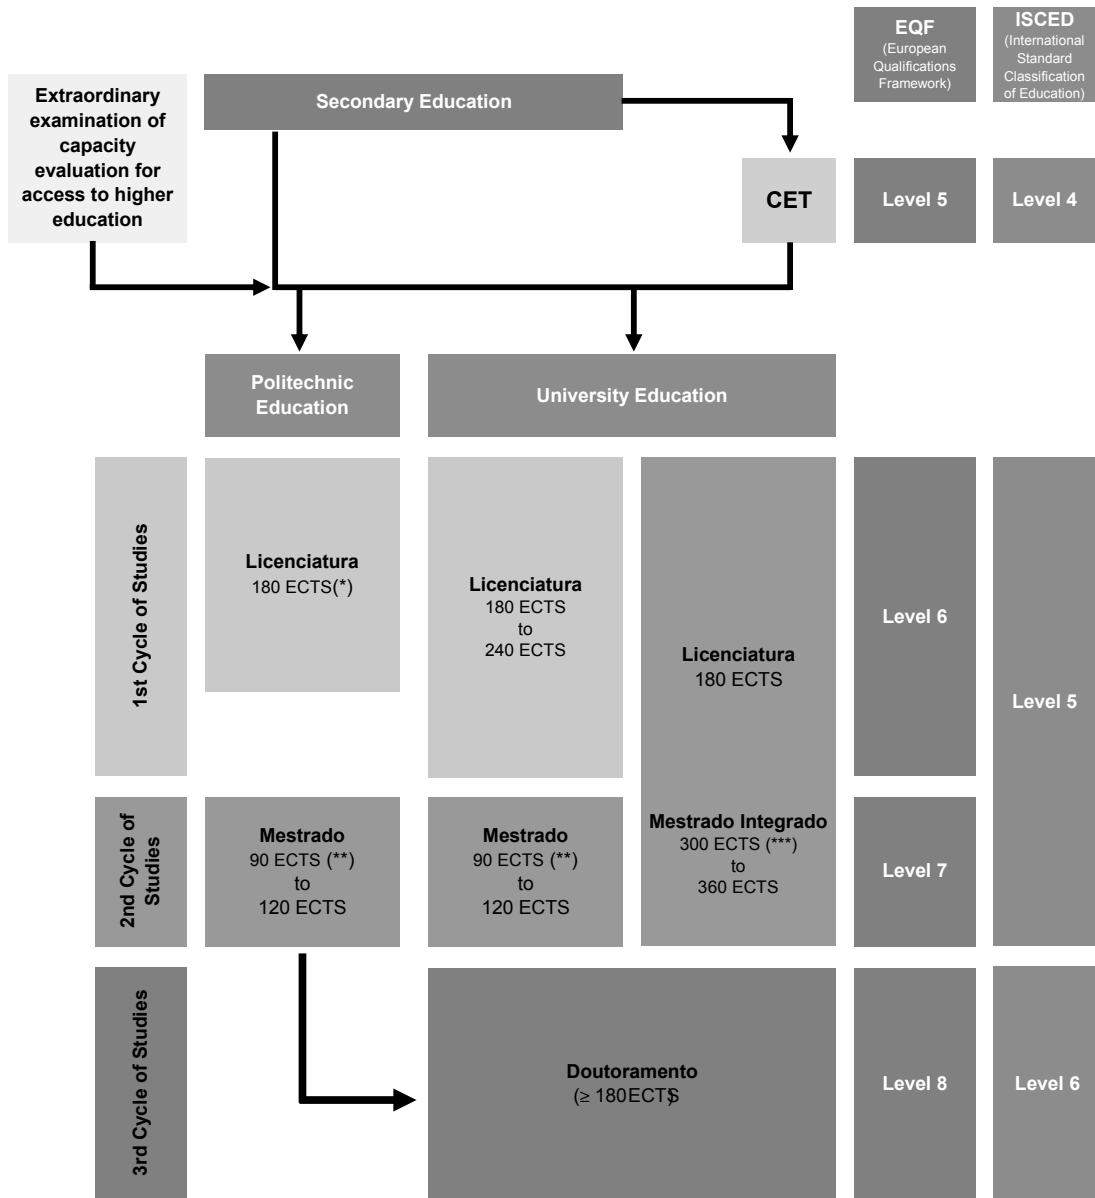 EQF
(European
Qualifications
Framework)
ISCED
(International
Standard
Classification
of Education)
Extraordinary
examination of
capacity
evaluation for
access to higher
education
Secondary Education
CET
Level 5
Level 4
Politechnic
Education
University Education
1st Cycle of Studies
Licenciatura
180 ECTS(*)
Licenciatura
180 ECTS
to
240 ECTS
Licenciatura
180 ECTS
Level 6
Level 5
2nd Cycle of
Studies
Mestrado
90 ECTS (**)
to
120 ECTS
Mestrado
90 ECTS (**)
to
120 ECTS
Mestrado Integrado
300 ECTS (***)
to
360 ECTS
Level 7
3rd Cycle of Studies
Doutoramento
(≥ 180ECTS)
Level 8
Level 6